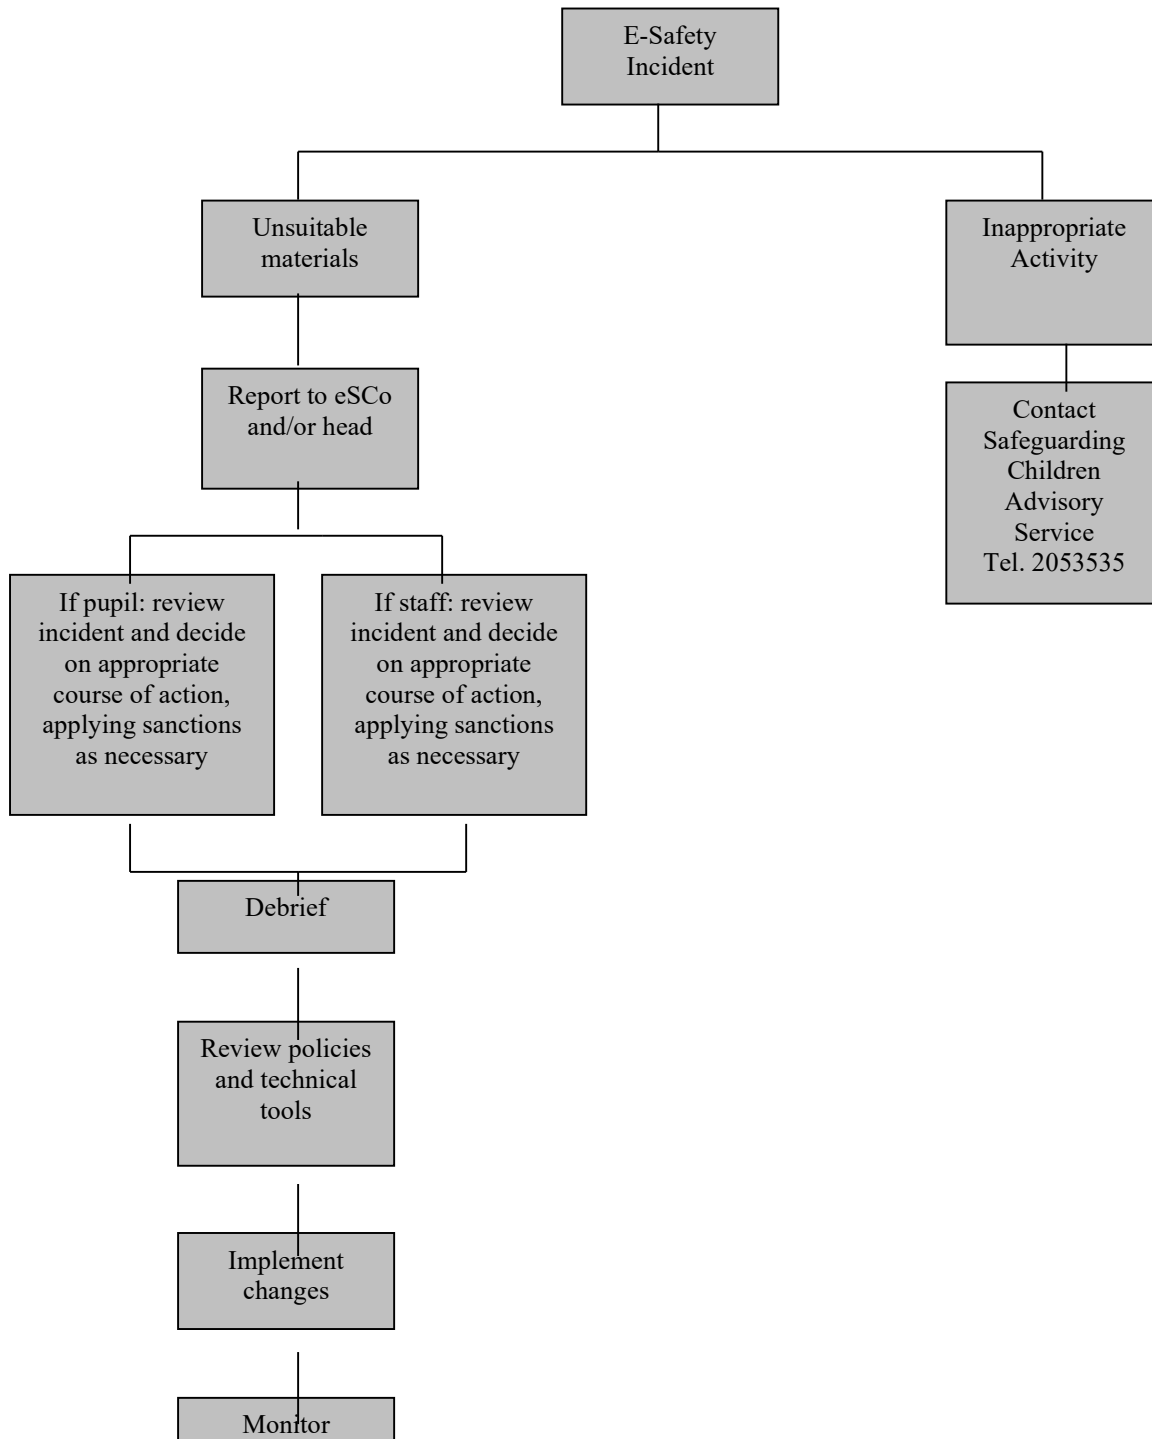 E-Safety
Incident
Unsuitable
materials
Inappropriate
Activity
Report to eSCo
and/or head
Contact
Safeguarding
Children
Advisory
Service
Tel. 2053535
If pupil: review
incident and decide
on appropriate
course of action,
applying sanctions
as necessary
If staff: review
incident and decide
on appropriate
course of action,
applying sanctions
as necessary
Debrief
Review policies
and technical
tools
Implement
changes
Monitor